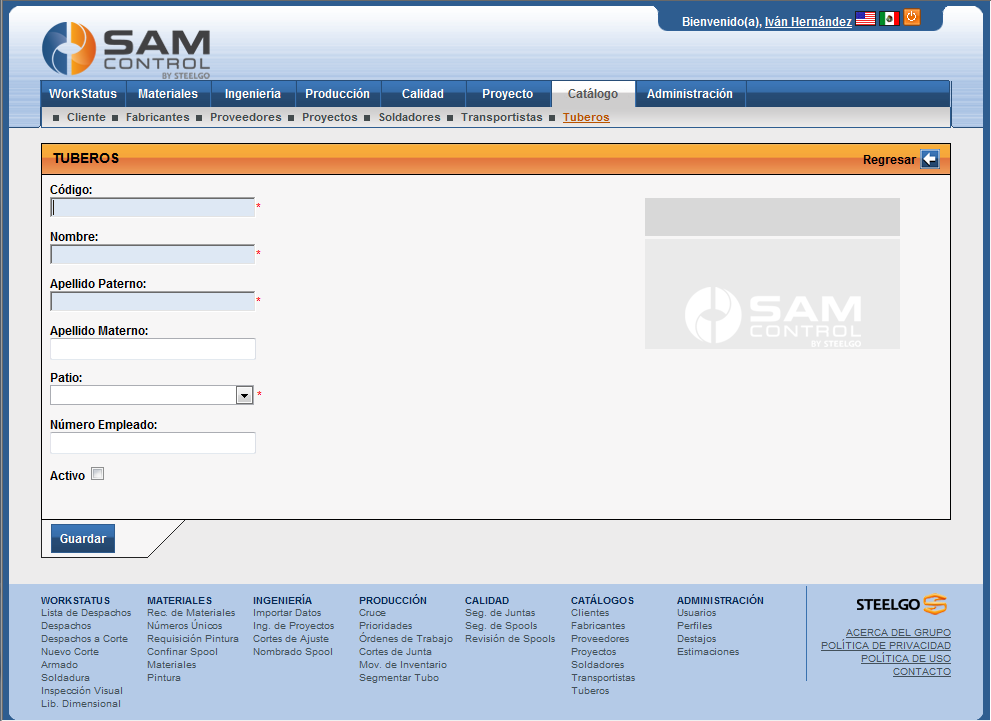 Bienvenido(a), Iván Hernández
SAM
CONTROL
BY STEELGO
WorkStatus Materiales Ingeniería Producción Calidad Proyecto Catálogo Administración
Cliente Fabricantes Proveedores Proyectos Soldadores Transportistas Tuberos
TUBEROS Regresar
Código:
*
Nombre:
*
Apellido Paterno:
*
Apellido Materno:
Patio:
*
Número Empleado:
Activo
SAM
CONTROL
BY STEELGO
Guardar
WORKSTATUS
Lista de Despachos
Despachos
Despachos a Corte
Nuevo Corte
Armado
Soldadura
Inspección Visual
Lib. Dimensional
MATERIALES
Rec. de Materiales
Números Únicos
Requisición Pintura
Confinar Spool
Materiales
Pintura
INGENIERÍA
Importar Datos
Ing. de Proyectos
Cortes de Ajuste
Nombrado Spool
PRODUCCIÓN
Cruce
Prioridades
Órdenes de Trabajo
Cortes de Junta
Mov. de Inventario
Segmentar Tubo
CALIDAD
Seg. de Juntas
Seg. de Spools
Revisión de Spools
CATÁLOGOS
Clientes
Fabricantes
Proveedores
Proyectos
Soldadores
Transportistas
Tuberos
ADMINISTRACIÓN
Usuarios
Perfiles
Destajos
Estimaciones
STEELGO
ACERCA DEL GRUPO
POLÍTICA DE PRIVACIDAD
POLÍTICA DE USO
CONTACTO